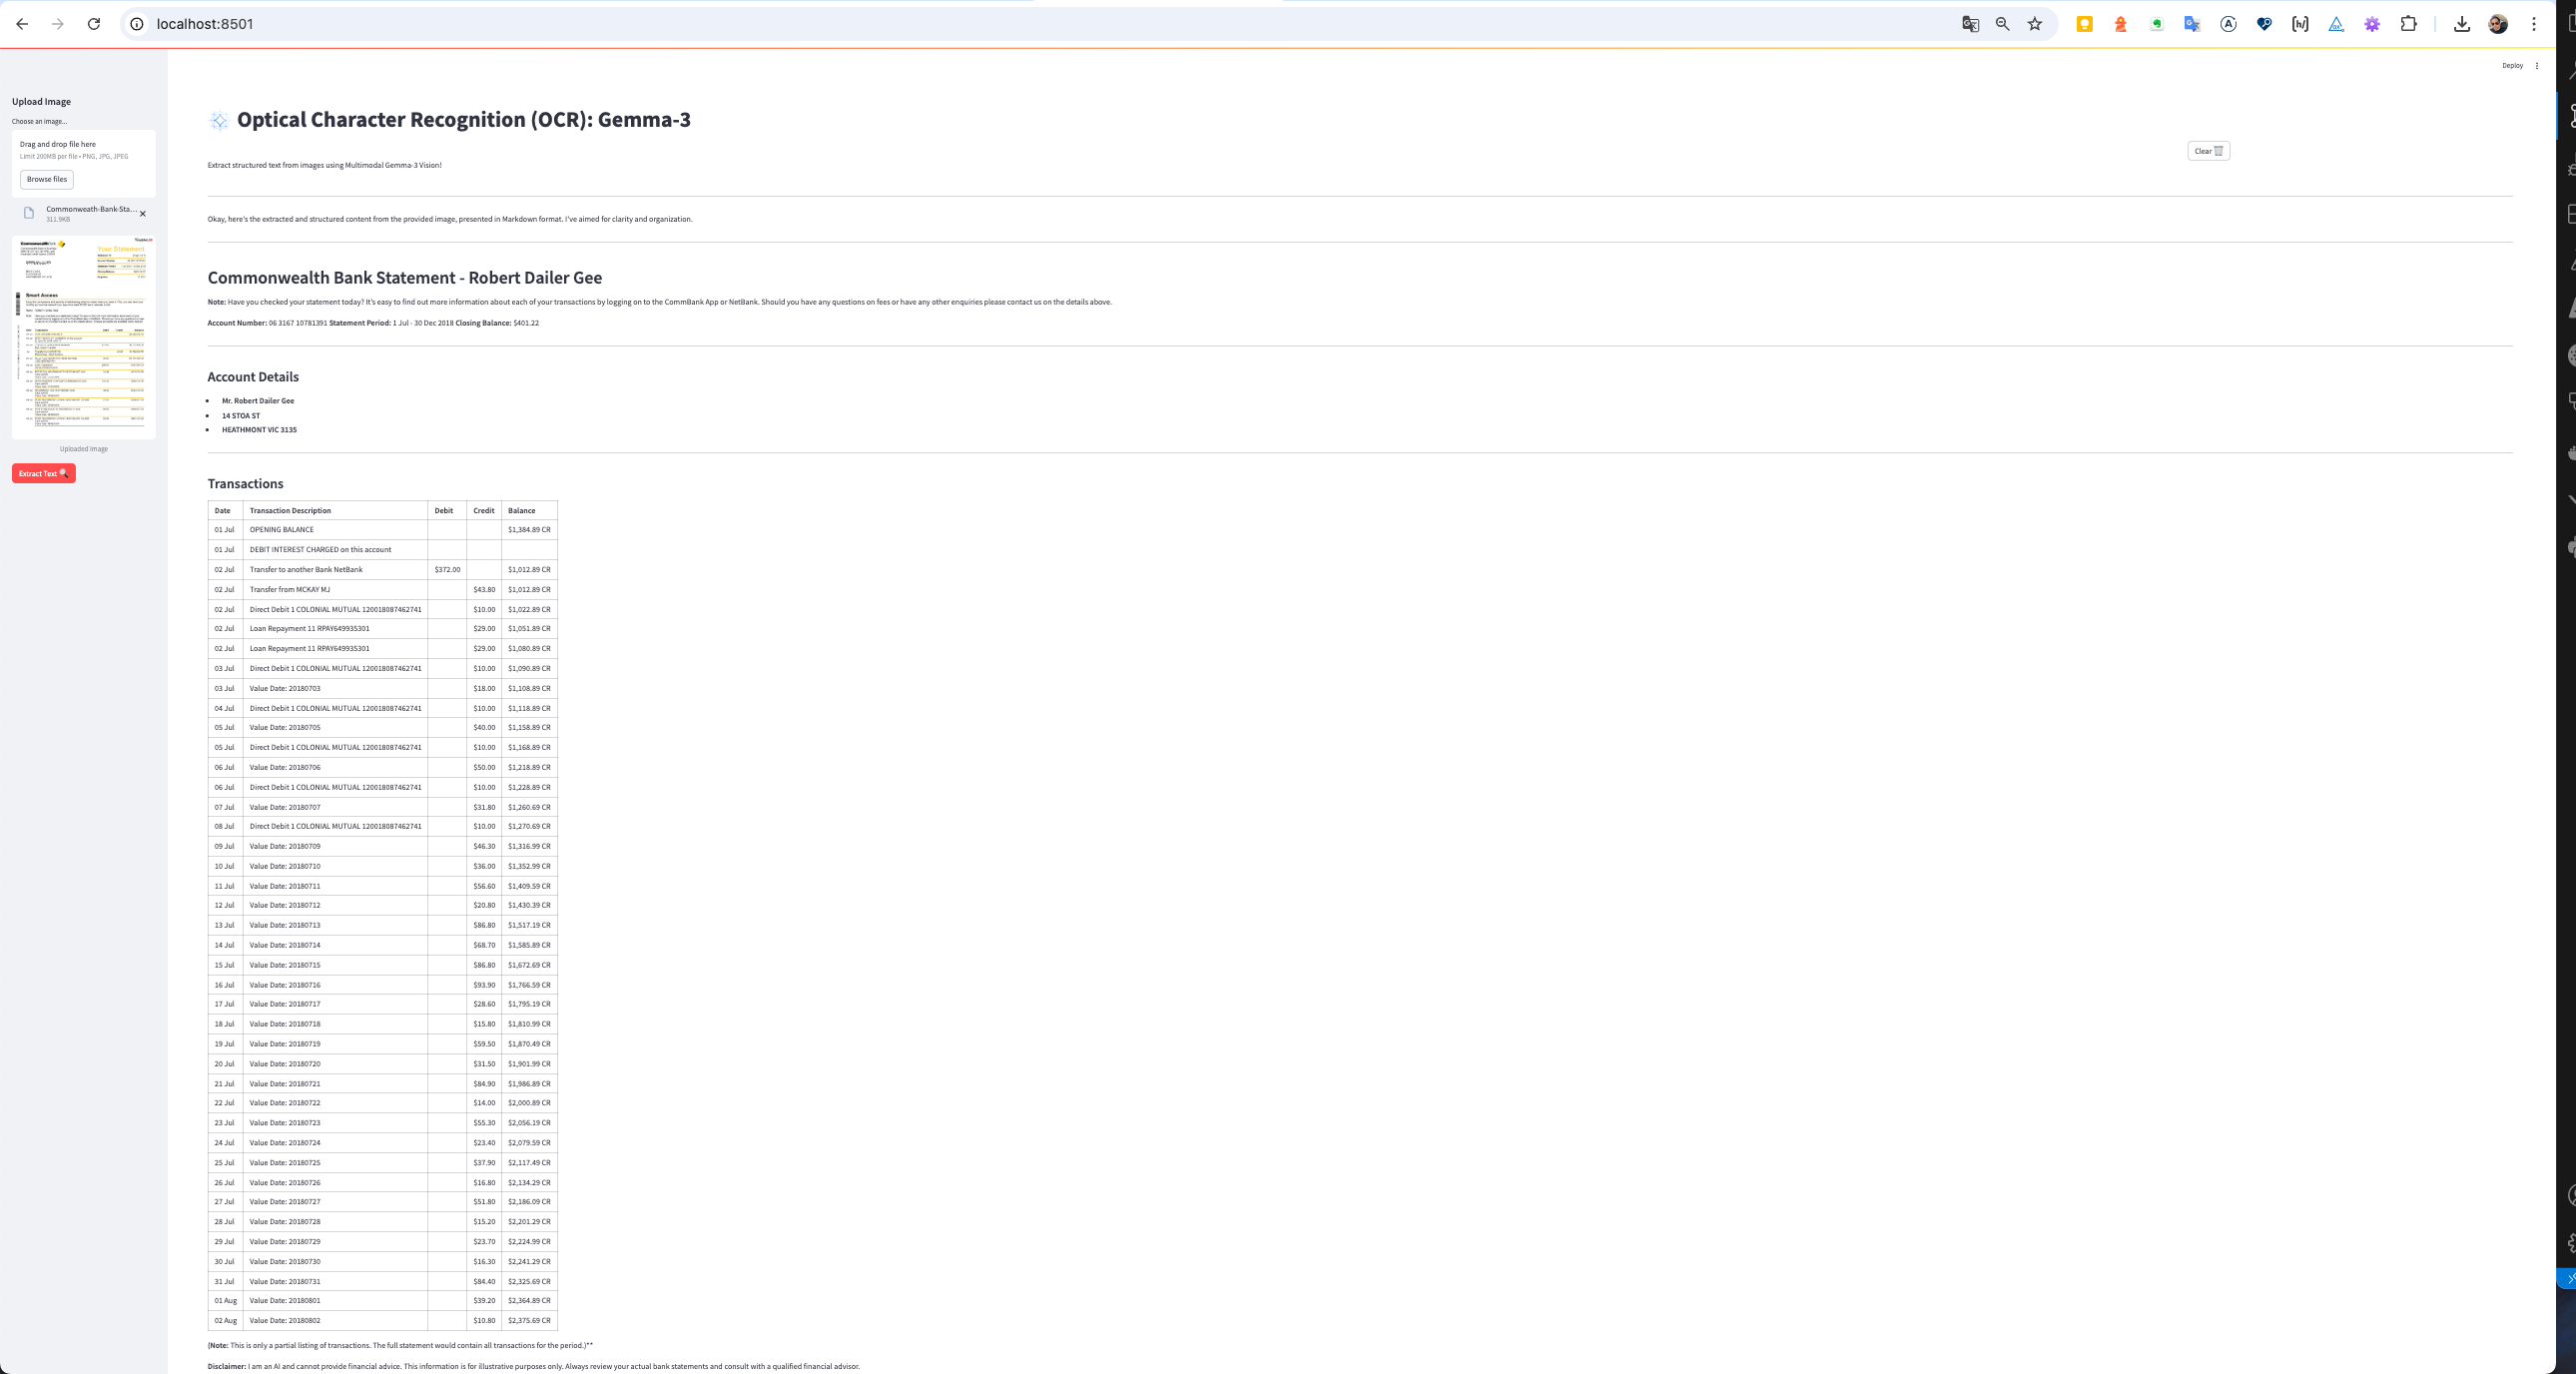 localhost:8501
Deploy
Upload Image
Choose an image...
Drag and drop file here
Limit 200MB per file • PNG, JPG, JPEG
Browse files
Commonweath-Bank-Sta...
311.9KB
Commonwealth
Your Statement
Smart Access
Uploaded Image
Extract Text
Optical Character Recognition (OCR): Gemma-3
Extract structured text from images using Multimodal Gemma-3 Vision!
Clear
Okay, here's the extracted and structured content from the provided image, presented in Markdown format. I've aimed for clarity and organization.
Commonwealth Bank Statement - Robert Dailer Gee
Note: Have you checked your statement today? It's easy to find out more information about each of your transactions by logging on to the CommBank App or NetBank. Should you have any questions on fees or have any other enquiries please contact us on the details above.
Account Number: 06 3167 10781391 Statement Period: 1 Jul - 30 Dec 2018 Closing Balance: $401.22
Account Details
• Mr. Robert Dailer Gee
• 14 STOA ST
• HEATHMONT VIC 3135
Transactions
Date Transaction Description Debit Credit Balance
01 Jul OPENING BALANCE $1,384.89 CR
01 Jul DEBIT INTEREST CHARGED on this account
02 Jul Transfer to another Bank NetBank $372.00 $1,012.89 CR
02 Jul Transfer from MCKAY MJ $43.80 $1,012.89 CR
02 Jul Direct Debit 1 COLONIAL MUTUAL 120018087462741 $10.00 $1,022.89 CR
02 Jul Loan Repayment 11 RPAY649935301 $29.00 $1,051.89 CR
02 Jul Loan Repayment 11 RPAY649935301 $29.00 $1,080.89 CR
03 Jul Direct Debit 1 COLONIAL MUTUAL 120018087462741 $10.00 $1,090.89 CR
03 Jul Value Date: 20180703 $18.00 $1,108.89 CR
04 Jul Direct Debit 1 COLONIAL MUTUAL 120018087462741 $10.00 $1,118.89 CR
05 Jul Value Date: 20180705 $40.00 $1,158.89 CR
05 Jul Direct Debit 1 COLONIAL MUTUAL 120018087462741 $10.00 $1,168.89 CR
06 Jul Value Date: 20180706 $50.00 $1,218.89 CR
06 Jul Direct Debit 1 COLONIAL MUTUAL 120018087462741 $10.00 $1,228.89 CR
07 Jul Value Date: 20180707 $31.80 $1,260.69 CR
08 Jul Direct Debit 1 COLONIAL MUTUAL 120018087462741 $10.00 $1,270.69 CR
09 Jul Value Date: 20180709 $46.30 $1,316.99 CR
10 Jul Value Date: 20180710 $36.00 $1,352.99 CR
11 Jul Value Date: 20180711 $56.60 $1,409.59 CR
12 Jul Value Date: 20180712 $20.80 $1,430.39 CR
13 Jul Value Date: 20180713 $86.80 $1,517.19 CR
14 Jul Value Date: 20180714 $68.70 $1,585.89 CR
15 Jul Value Date: 20180715 $86.80 $1,672.69 CR
16 Jul Value Date: 20180716 $93.90 $1,766.59 CR
17 Jul Value Date: 20180717 $28.60 $1,795.19 CR
18 Jul Value Date: 20180718 $15.80 $1,810.99 CR
19 Jul Value Date: 20180719 $59.50 $1,870.49 CR
20 Jul Value Date: 20180720 $31.50 $1,901.99 CR
21 Jul Value Date: 20180721 $84.90 $1,986.89 CR
22 Jul Value Date: 20180722 $14.00 $2,000.89 CR
23 Jul Value Date: 20180723 $55.30 $2,056.19 CR
24 Jul Value Date: 20180724 $23.40 $2,079.59 CR
25 Jul Value Date: 20180725 $37.90 $2,117.49 CR
26 Jul Value Date: 20180726 $16.80 $2,134.29 CR
27 Jul Value Date: 20180727 $51.80 $2,186.09 CR
28 Jul Value Date: 20180728 $15.20 $2,201.29 CR
29 Jul Value Date: 20180729 $23.70 $2,224.99 CR
30 Jul Value Date: 20180730 $16.30 $2,241.29 CR
31 Jul Value Date: 20180731 $84.40 $2,325.69 CR
01 Aug Value Date: 20180801 $39.20 $2,364.89 CR
02 Aug Value Date: 20180802 $10.80 $2,375.69 CR
(Note: This is only a partial listing of transactions. The full statement would contain all transactions for the period.)**
Disclaimer: I am an AI and cannot provide financial advice. This information is for illustrative purposes only. Always review your actual bank statements and consult with a qualified financial advisor.